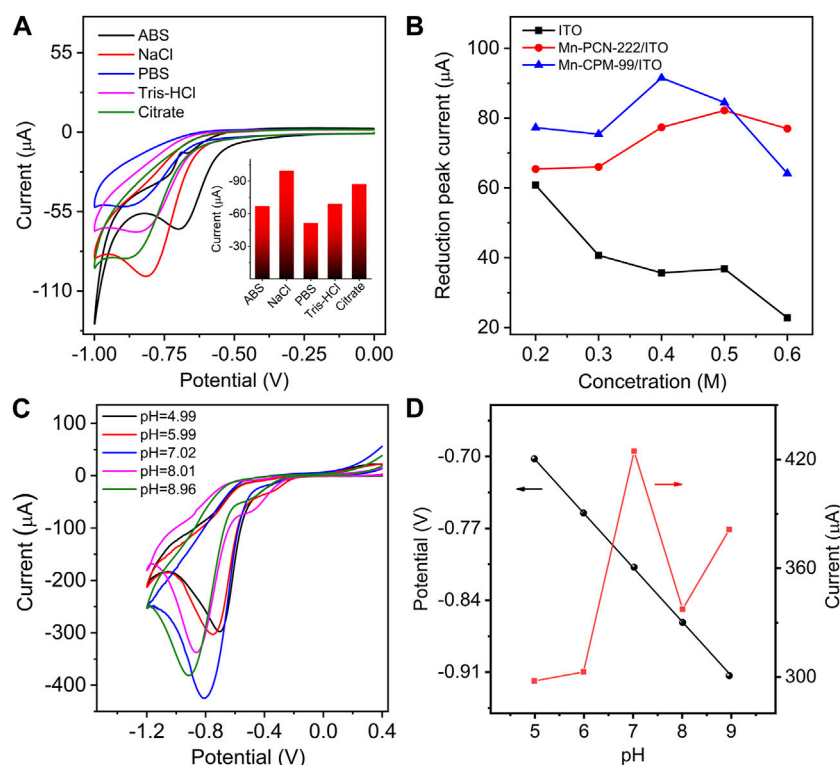 A
ABS
NaCl
PBS
Tris-HCl
Citrate
55
0
-55
-110
Current (μA)
-1.00
-0.75
-0.50
-0.25
0.00
Potential (V)
-90
-60
-30
Current (μA)
ABS
NaCl
PBS
Tris-HCl
Citrate
B
ITO
Mn-PCN-222/ITO
Mn-CPM-99/ITO
100
80
60
40
20
Reduction peak current (μA)
0.2
0.3
0.4
0.5
0.6
Concetration (M)
C
pH=4.99
pH=5.99
pH=7.02
pH=8.01
pH=8.96
100
0
-100
-200
-300
-400
Current (μA)
-1.2
-0.8
-0.4
0.0
0.4
Potential (V)
D
-0.70
-0.77
-0.84
-0.91
Potential (V)
420
360
300
Current (μA)
5
6
7
8
9
pH